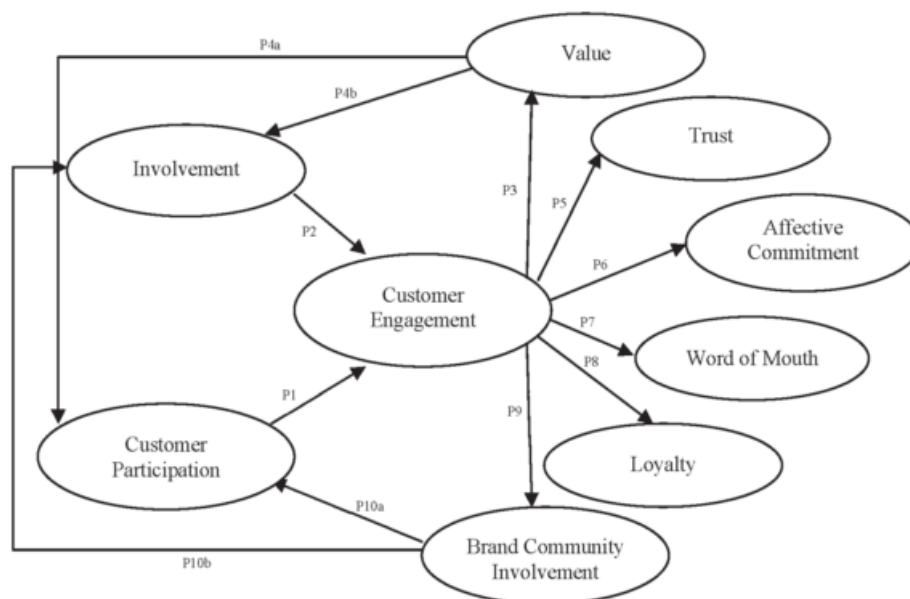 P4a
Value
P4b
Trust
Involvement
P3
P5
P2
Affective
Commitment
P6
Customer
Engagement
P7
Word of Mouth
P8
P1
P9
Customer
Participation
Loyalty
P10a
Brand Community
Involvement
P10b